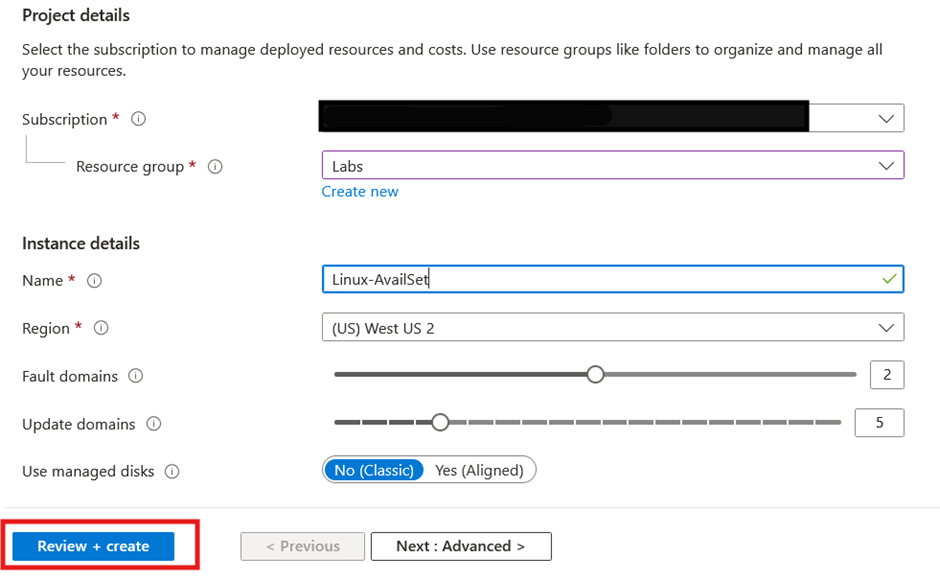 Project details
Select the subscription to manage deployed resources and costs. Use resource groups like folders to organize and manage all
your resources.
Subscription *
Resource group *
Labs
Create new
Instance details
Name *
Linux-AvailSet
Region *
(US) West US 2
Fault domains
2
Update domains
5
Use managed disks
No (Classic) Yes (Aligned)
Review + create
< Previous
Next : Advanced >